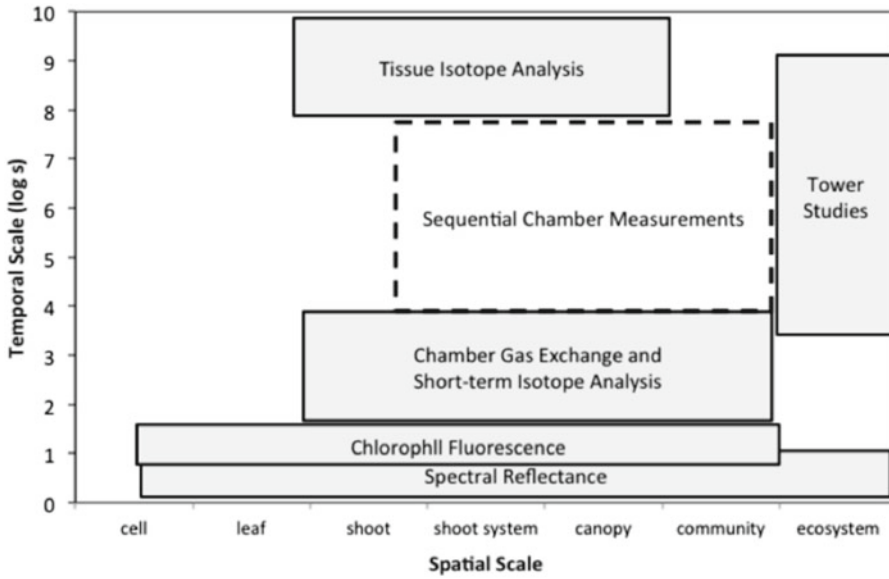 10
9
8
7
6
5
4
3
2
1
0
Temporal Scale (log s)
Tissue Isotope Analysis
Sequential Chamber Measurements
Tower
Studies
Chamber Gas Exchange and
Short-term Isotope Analysis
Chlorophll Fluorescence
Spectral Reflectance
cell leaf shoot shoot system canopy community ecosystem
Spatial Scale